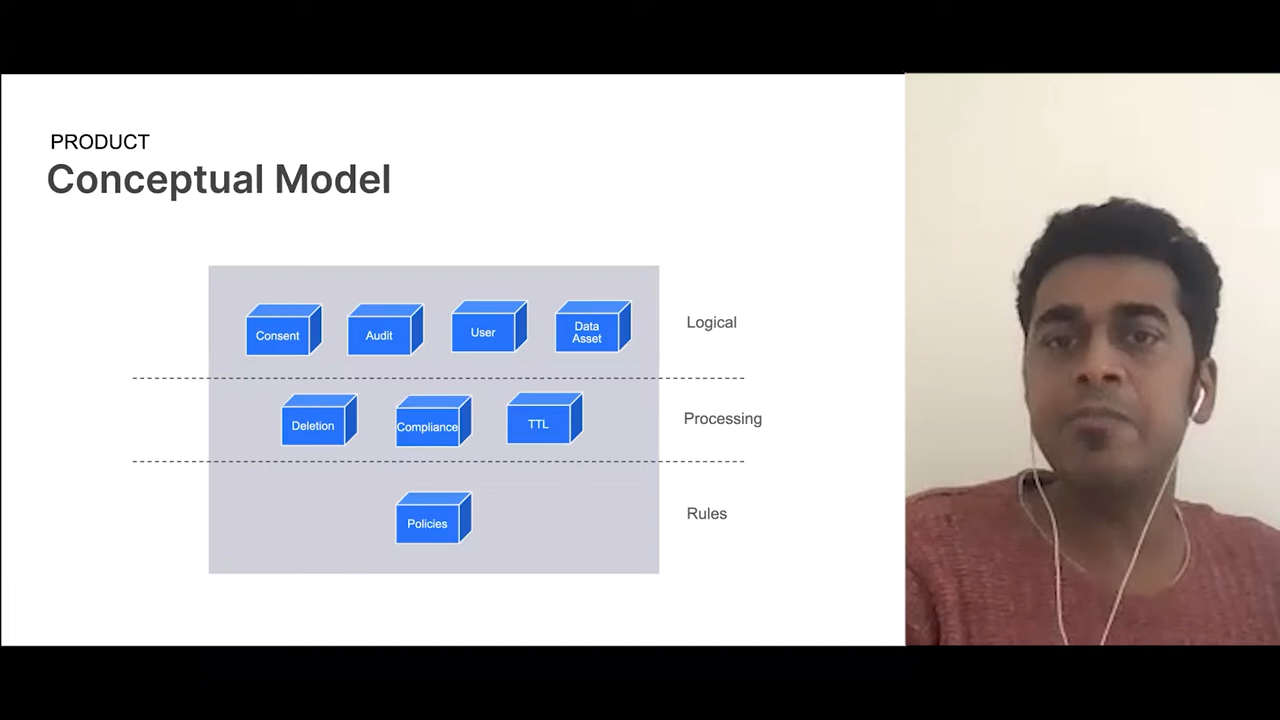 PRODUCT
Conceptual Model
Consent
Audit
User
Data
Asset
Logical
Deletion
Compliance
TTL
Processing
Policies
Rules